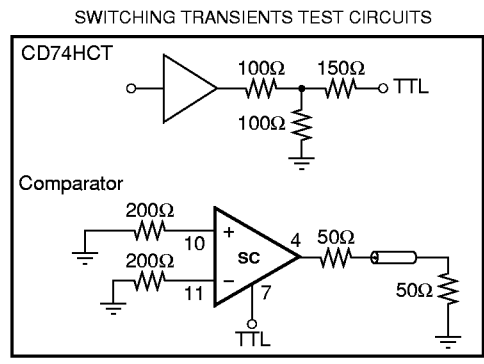 SWITCHING TRANSIENTS TEST CIRCUITS
CD74HCT
100Ω 150Ω
TTL
100Ω
Comparator
200Ω
10 + 4 50Ω
SC
200Ω
11 − 7 50Ω
TTL